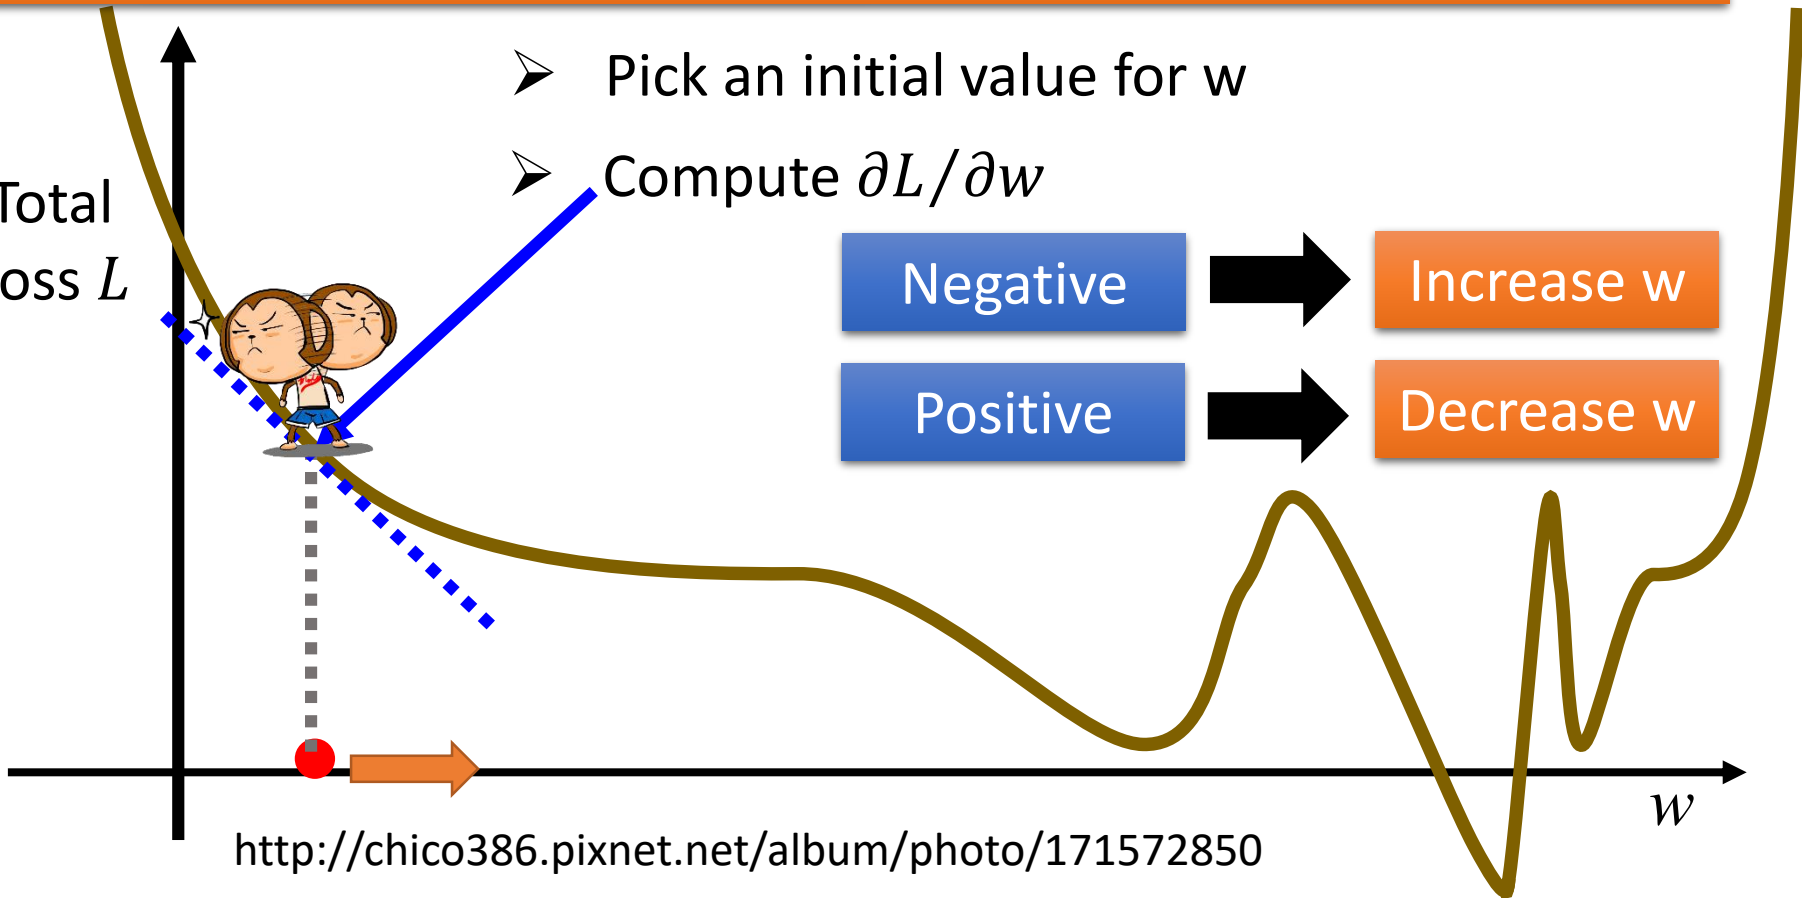 Pick an initial value for w
Compute ∂L/∂w
Total
oss L
Negative
Increase w
Positive
Decrease w
w
http://chico386.pixnet.net/album/photo/171572850